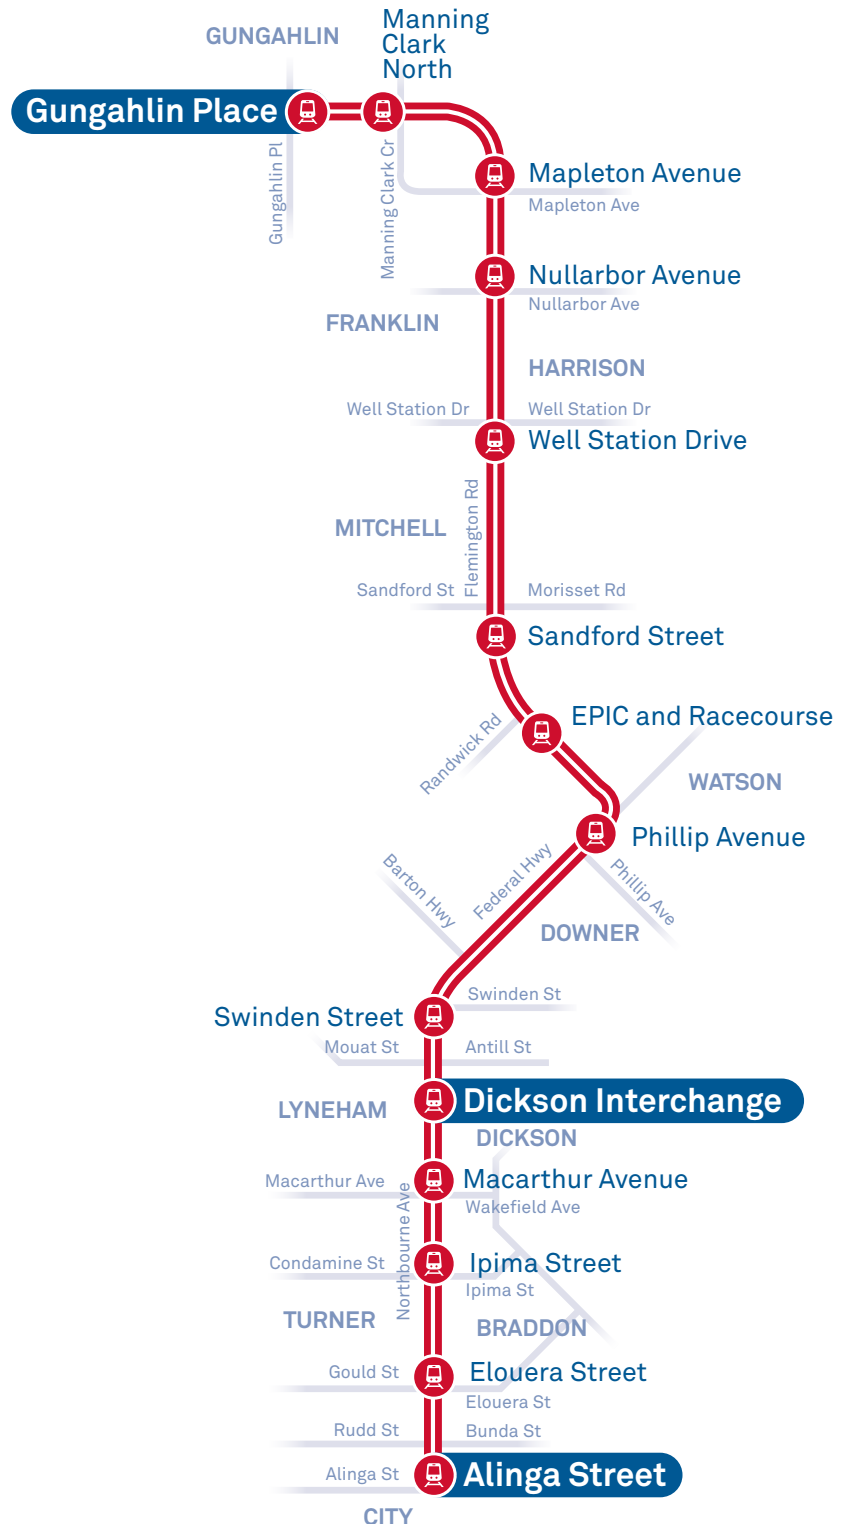 GUNGAHLIN
Manning
Clark
North
Gungahlin Place
Gungahlin Pl
Manning Clark Cr
Mapleton Avenue
Mapleton Ave
Nullarbor Avenue
Nullarbor Ave
FRANKLIN
HARRISON
Well Station Dr
Well Station Dr
Well Station Drive
Flemington Rd
MITCHELL
Sandford St
Morisset Rd
Sandford Street
EPIC and Racecourse
Randwick Rd
WATSON
Phillip Avenue
Barton Hwy
Federal Hwy
Phillip Ave
DOWNER
Swinden St
Swinden Street
Mouat St
Antill St
LYNEHAM
Dickson Interchange
DICKSON
Macarthur Ave
Macarthur Avenue
Wakefield Ave
Northbourne Ave
Condamine St
Ipima Street
Ipima St
TURNER
BRADDON
Gould St
Elouera Street
Elouera St
Rudd St
Bunda St
Alinga St
Alinga Street
CITY